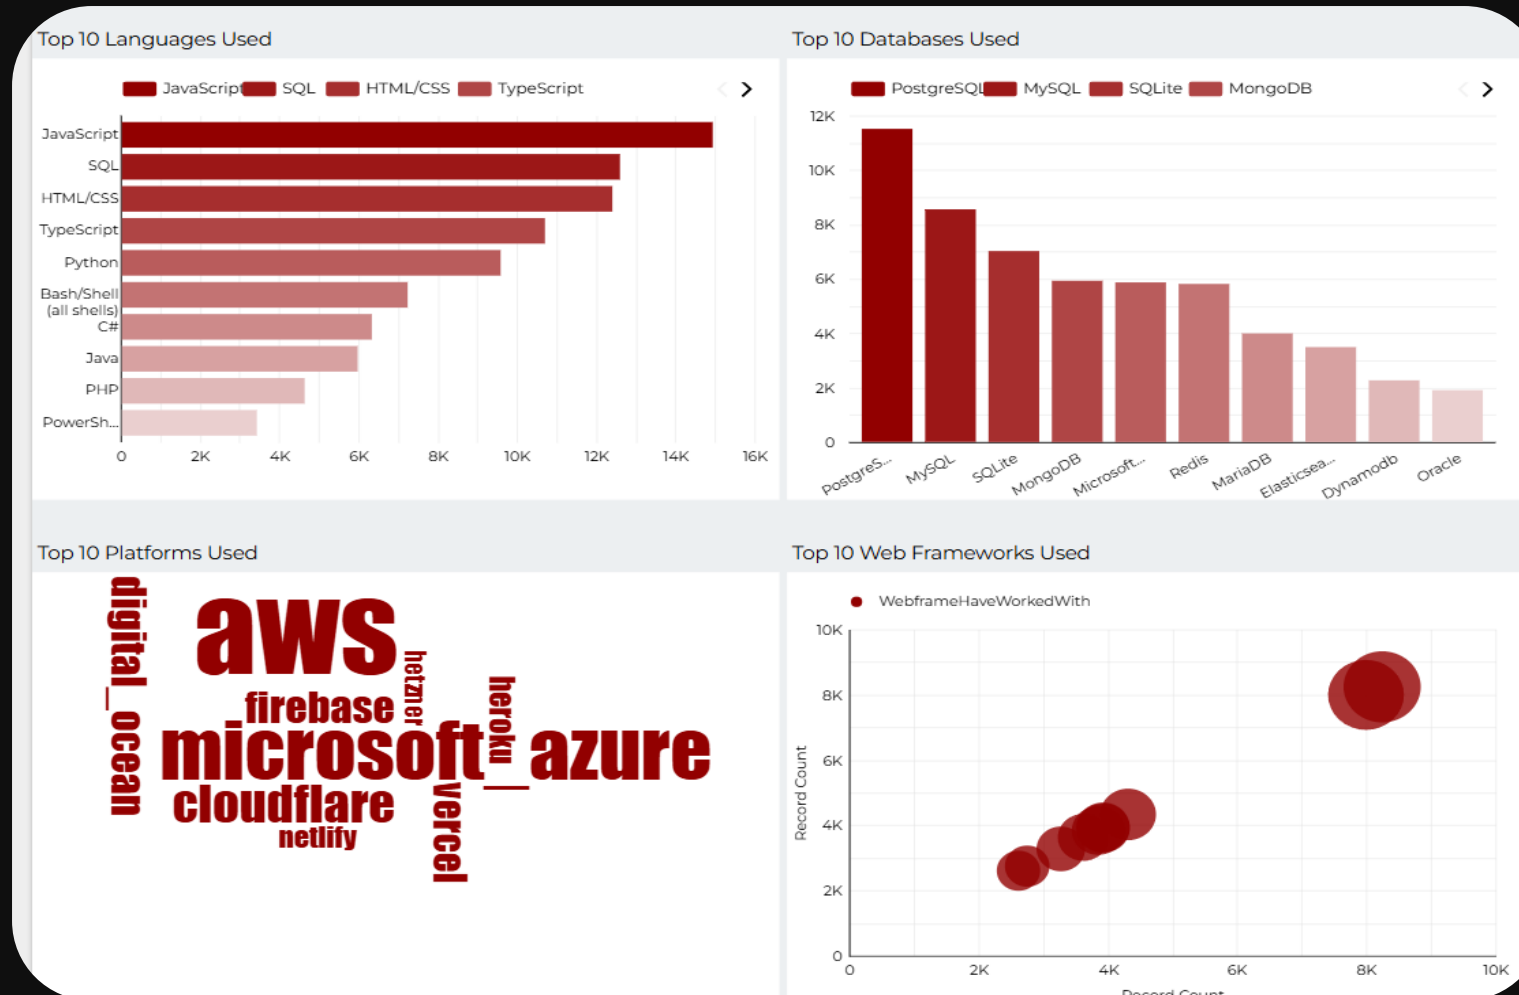 Top 10 Languages Used
JavaScript SQL HTML/CSS TypeScript
JavaScript
SQL
HTML/CSS
TypeScript
Python
Bash/Shell
(all shells)
C#
Java
PHP
PowerSh...
0 2K 4K 6K 8K 10K 12K 14K 16K
Top 10 Databases Used
PostgreSQL MySQL SQLite MongoDB
12K
10K
8K
6K
4K
2K
0
PostgreS... MySQL SQLite MongoDB Microsoft... Redis MariaDB Elasticsea... Dynamodb Oracle
Top 10 Platforms Used
digital_ocean
aws
hetzner
firebase
heroku
microsoft_azure
cloudflare
vercel
netlify
Top 10 Web Frameworks Used
WebframeHaveWorkedWith
10K
8K
6K
4K
2K
0
Record Count
0 2K 4K 6K 8K 10K
Record Count